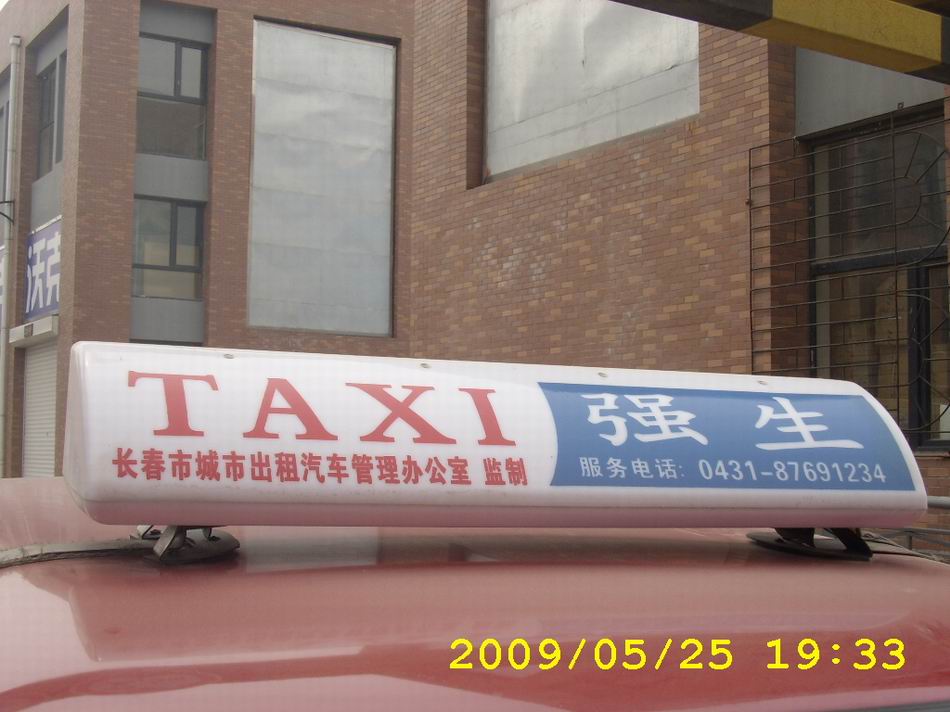 沃克
TAXI
长春市城市出租汽车管理办公室 监制
强生
服务电话: 0431-87691234
2009/05/25 19:33